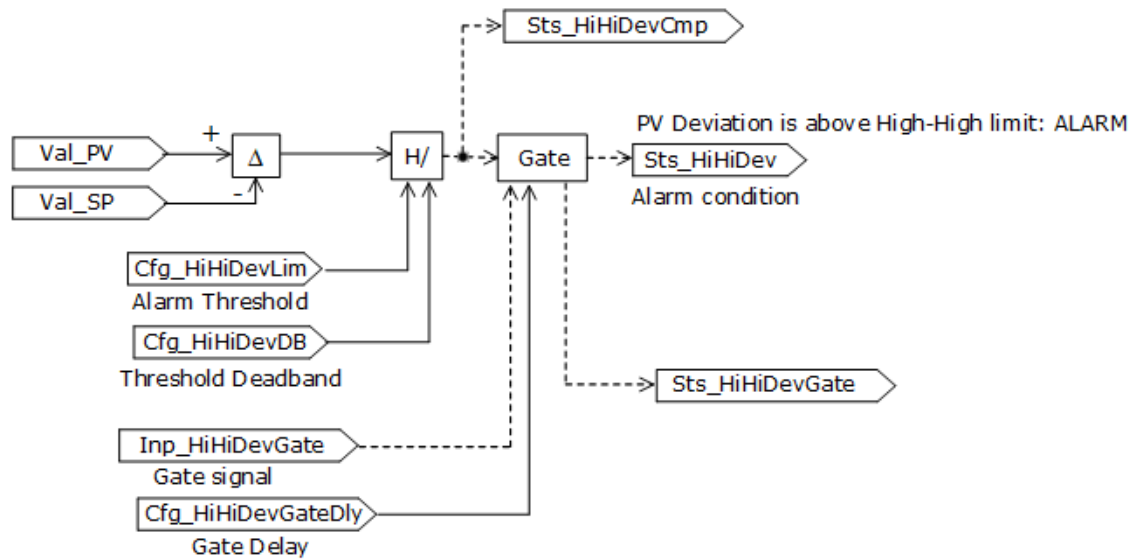 Sts_HiHiDevCmp
PV Deviation is above High-High limit: ALARM
+
Val_PV
Δ
H/
Gate
Sts_HiHiDev
-
Val_SP
Alarm condition
Cfg_HiHiDevLim
Alarm Threshold
Cfg_HiHiDevDB
Threshold Deadband
Sts_HiHiDevGate
Inp_HiHiDevGate
Gate signal
Cfg_HiHiDevGateDly
Gate Delay